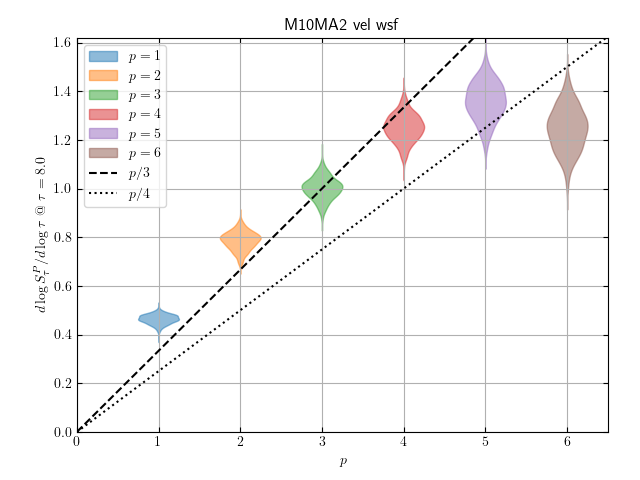 M10MA2 vel wsf
d log S_τ^P / d log τ @ τ = 8.0
1.6
1.4
1.2
1.0
0.8
0.6
0.4
0.2
0.0
p = 1
p = 2
p = 3
p = 4
p = 5
p = 6
p/3
p/4
0 1 2 3 4 5 6
p